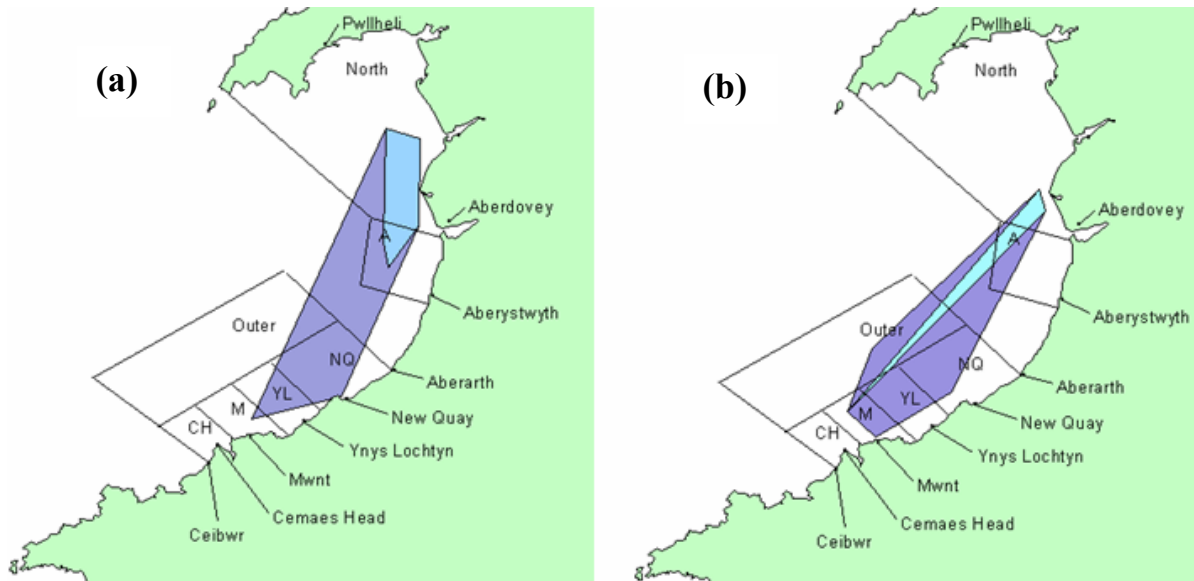 (a)
Pwllheli
North
Aberdovey
A
Aberystwyth
Outer
NQ
Aberarth
YL
M
New Quay
CH
Ynys Lochtyn
Mwnt
Cemaes Head
Ceibwr
(b)
Pwllheli
North
Aberdovey
A
Aberystwyth
Outer
NQ
Aberarth
YL
M
New Quay
CH
Ynys Lochtyn
Mwnt
Cemaes Head
Ceibwr